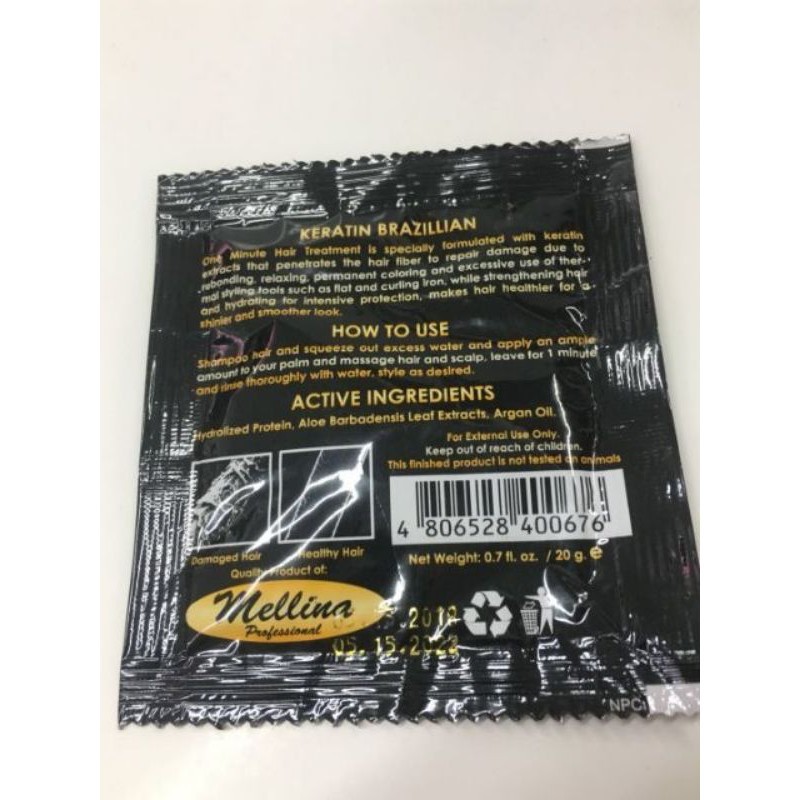 KERATIN BRAZILLIAN
One Minute Hair Treatment is specially formulated with keratin
extracts that penetrates the hair fiber to repair damage due to
rebonding, relaxing, permanent coloring and excessive use of ther-
mal styling tools such as flat and curling iron, while strengthening hair
and hydrating for intensive protection, makes hair healthier for a
shinier and smoother look.
HOW TO USE
Shampoo hair and squeeze out excess water and apply an ample
amount to your palm and massage hair and scalp, leave for 1 minute
and rinse thoroughly with water, style as desired.
ACTIVE INGREDIENTS
Hydrolized Protein, Aloe Barbadensis Leaf Extracts, Argan Oil.
For External Use Only.
Keep out of reach of children.
This finished product is not tested on animals
4 806528 400676
Damaged Hair
Healthy Hair
Net Weight: 0.7 fl. oz. / 20 g. e
Quality Product of:
Mellina
Professional
05.15.
NPC